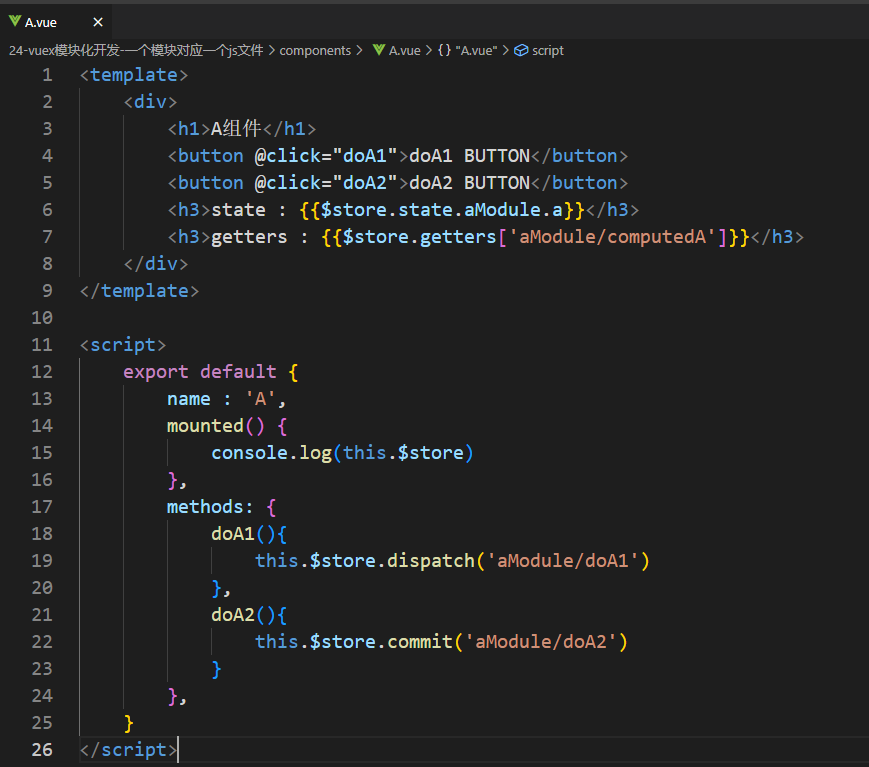 A.vue
24-vuex模块化开发-一个模块对应一个js文件 > components > A.vue > {} "A.vue" > script
1 <template>
2     <div>
3         <h1>A组件</h1>
4         <button @click="doA1">doA1 BUTTON</button>
5         <button @click="doA2">doA2 BUTTON</button>
6         <h3>state : {{$store.state.aModule.a}}</h3>
7         <h3>getters : {{$store.getters['aModule/computedA']}}</h3>
8     </div>
9 </template>
10
11 <script>
12     export default {
13         name : 'A',
14         mounted() {
15             console.log(this.$store)
16         },
17         methods: {
18             doA1(){
19                 this.$store.dispatch('aModule/doA1')
20             },
21             doA2(){
22                 this.$store.commit('aModule/doA2')
23             }
24         },
25     }
26 </script>